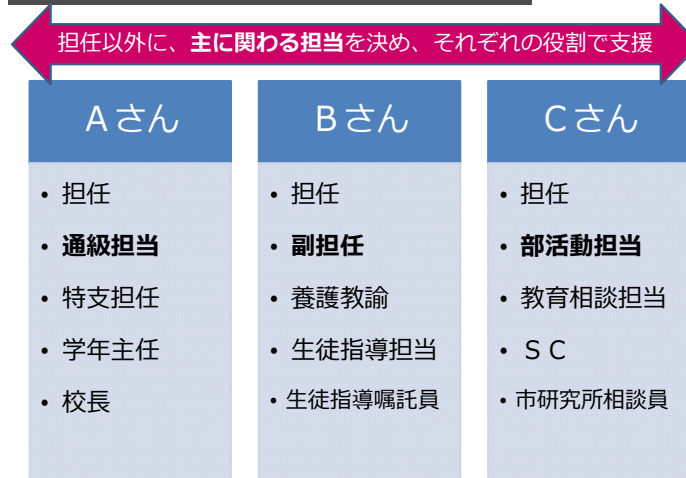 担任以外に、主に関わる担当を決め、それぞれの役割で支援
Aさん
・担任
・通級担当
・特支担任
・学年主任
・校長
Bさん
・担任
・副担任
・養護教諭
・生徒指導担当
・生徒指導嘱託員
Cさん
・担任
・部活動担当
・教育相談担当
・ＳＣ
・市研究所相談員